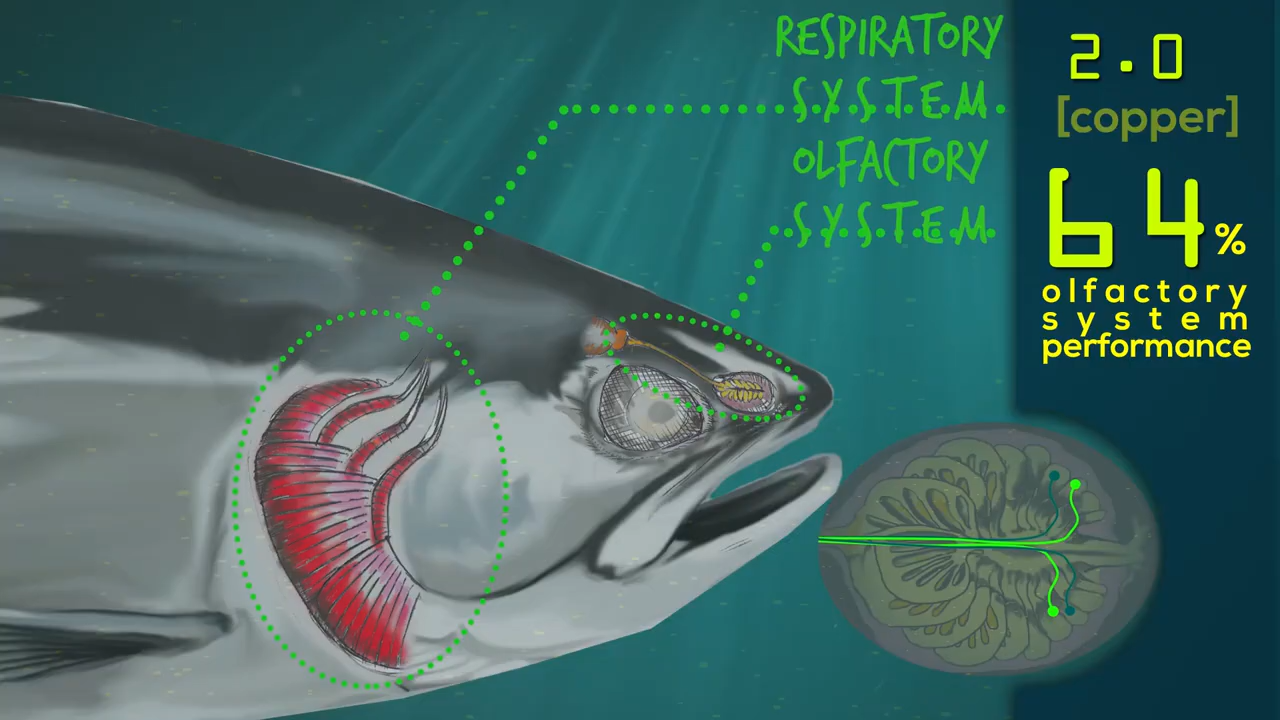 RESPIRATORY
SYSTEM
OLFACTORY
SYSTEM
2.0
[copper]
64%
olfactory
system
performance